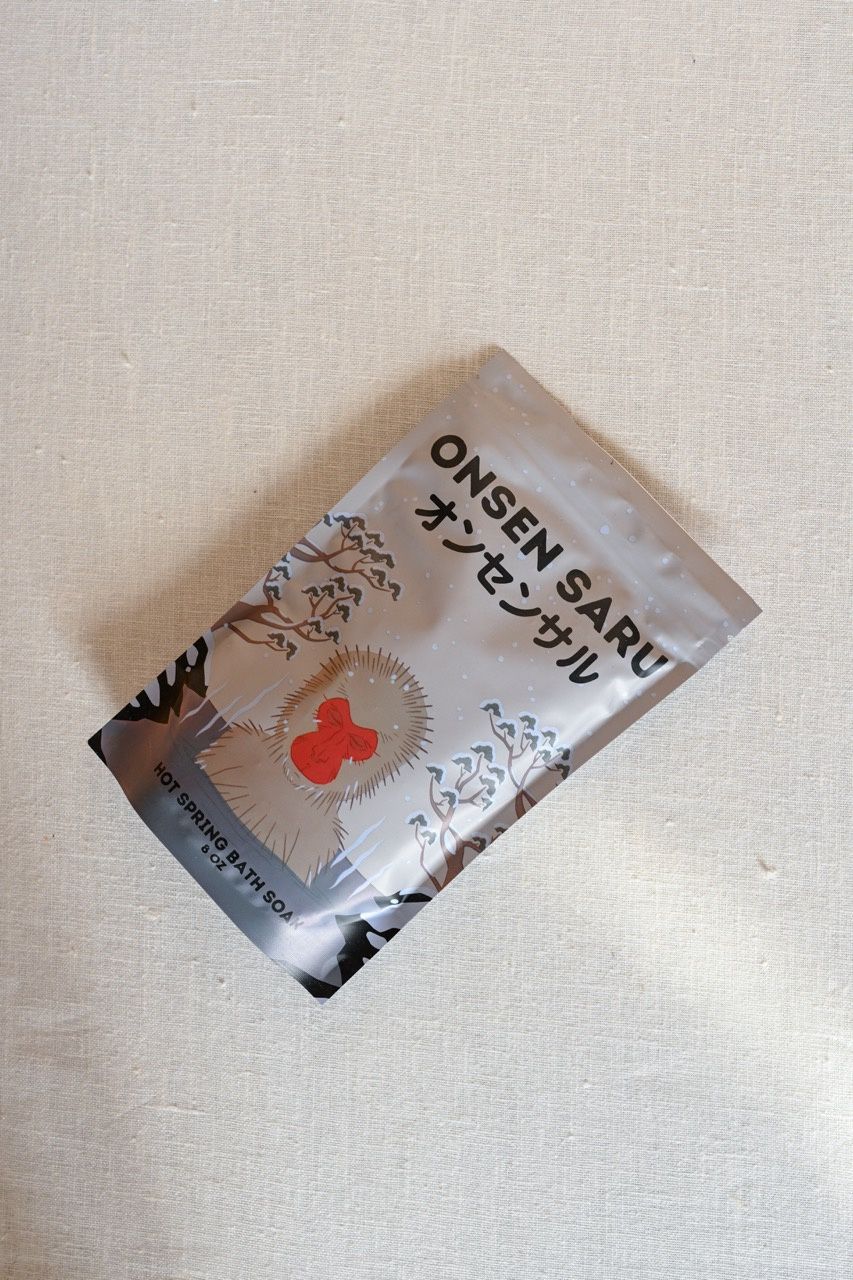 ONSEN SARU
オンセンサル
HOT SPRING BATH SOAK
8 OZ